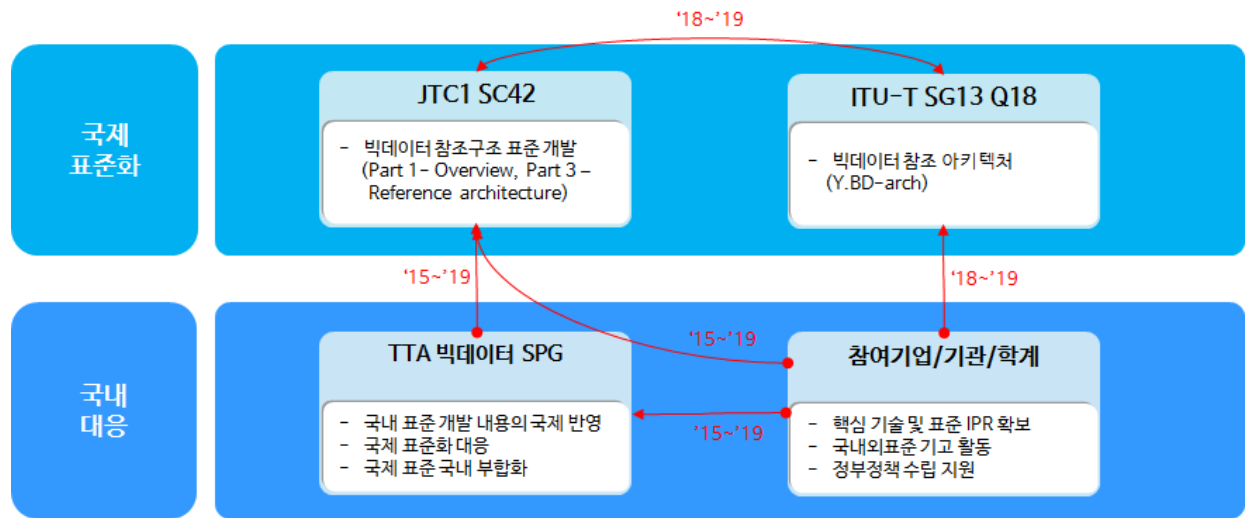 ‘18~’19
국제
표준화
JTC1 SC42
- 빅데이터 참조구조 표준 개발
(Part 1- Overview, Part 3 –
Reference architecture)
ITU-T SG13 Q18
- 빅데이터 참조 아키텍처
(Y.BD-arch)
‘15~’19
‘18~’19
‘15~’19
국내
대응
TTA 빅데이터 SPG
- 국내 표준 개발 내용의 국제 반영
- 국제 표준화 대응
- 국제 표준 국내 부합화
’15~’19
참여기업/기관/학계
- 핵심 기술 및 표준 IPR 확보
- 국내외표준 기고 활동
- 정부정책 수립 지원